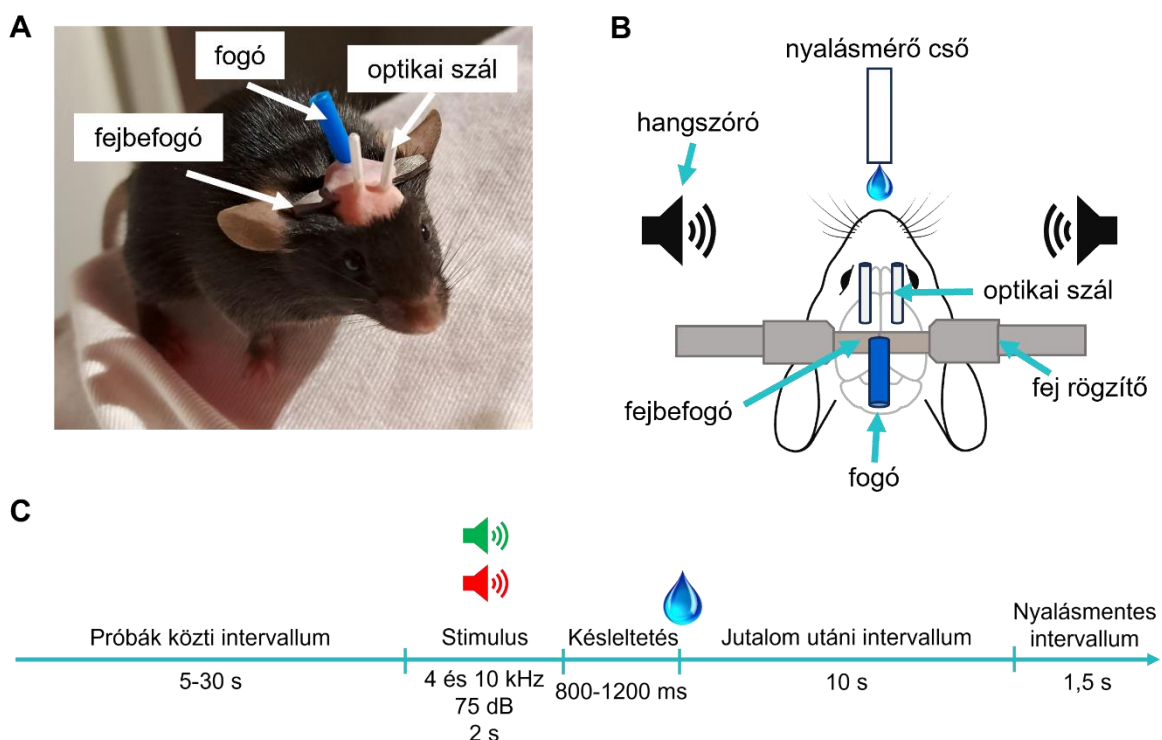 A
fogó
optikai szál
fejbefogó
B
nyalásmérő cső
hangszóró
optikai szál
fej rögzítő
fejbefogó
fogó
C
Próbák közti intervallum
Stimulus
Késleltetés
Jutalom utáni intervallum
Nyalásmentes
intervallum
5-30 s
4 és 10 kHz
75 dB
2 s
800-1200 ms
10 s
1,5 s